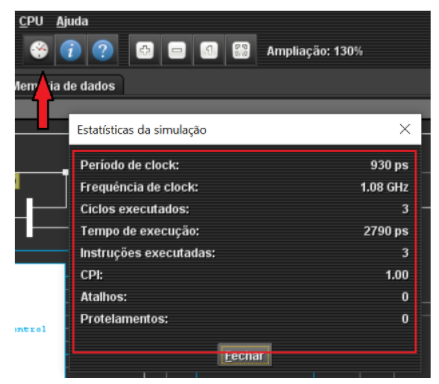 CPU Ajuda
Ampliação: 130%
Memória de dados
Estatísticas da simulação
Período de clock: 930 ps
Frequência de clock: 1.08 GHz
Ciclos executados: 3
Tempo de execução: 2790 ps
Instruções executadas: 3
CPI: 1.00
Atalhos: 0
Protelamentos: 0
Fechar
ontrol